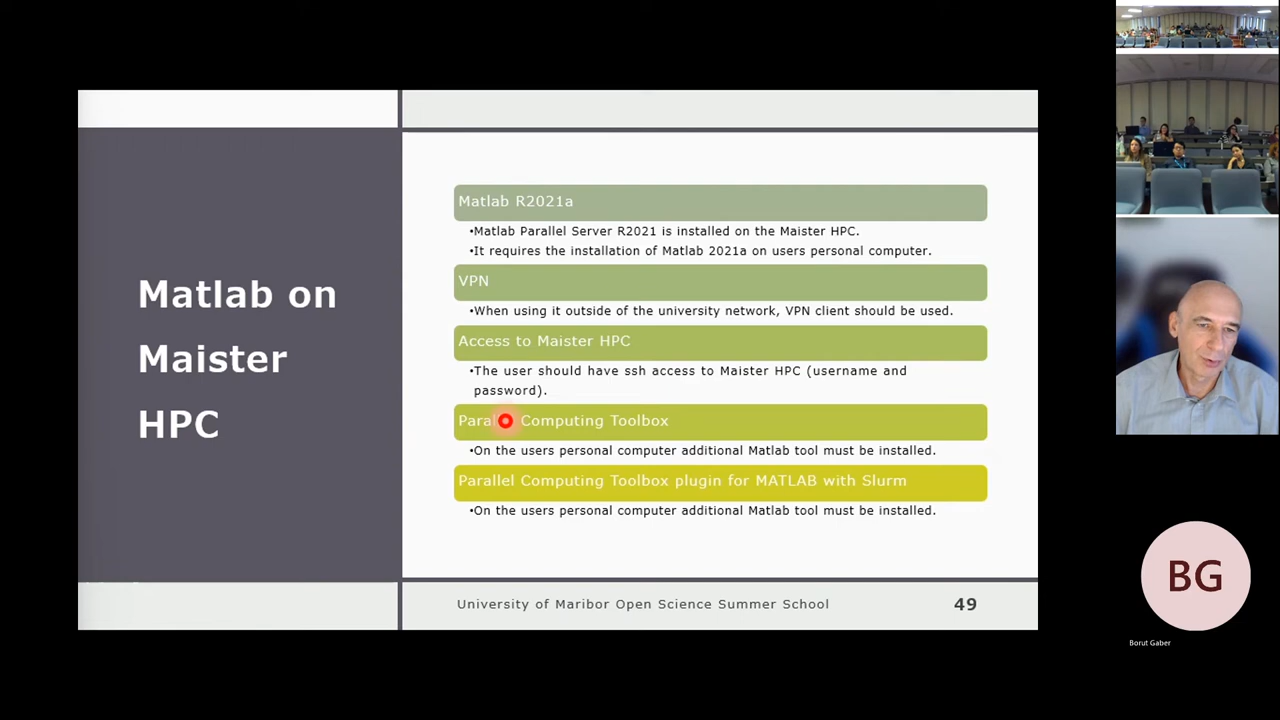 Matlab on
Maister
HPC
Matlab R2021a
•Matlab Parallel Server R2021 is installed on the Maister HPC.
•It requires the installation of Matlab 2021a on users personal computer.
VPN
•When using it outside of the university network, VPN client should be used.
Access to Maister HPC
•The user should have ssh access to Maister HPC (username and
password).
Parallel Computing Toolbox
•On the users personal computer additional Matlab tool must be installed.
Parallel Computing Toolbox plugin for MATLAB with Slurm
•On the users personal computer additional Matlab tool must be installed.
University of Maribor Open Science Summer School
49
BG
Borut Gaber